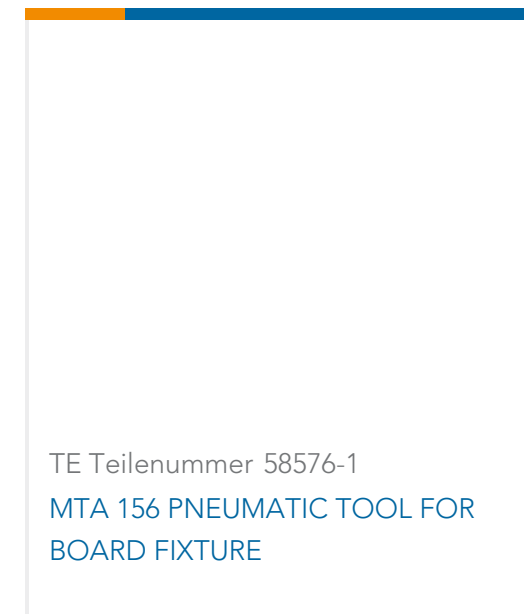 TE Teilenummer 58576-1
MTA 156 PNEUMATIC TOOL FOR
BOARD FIXTURE